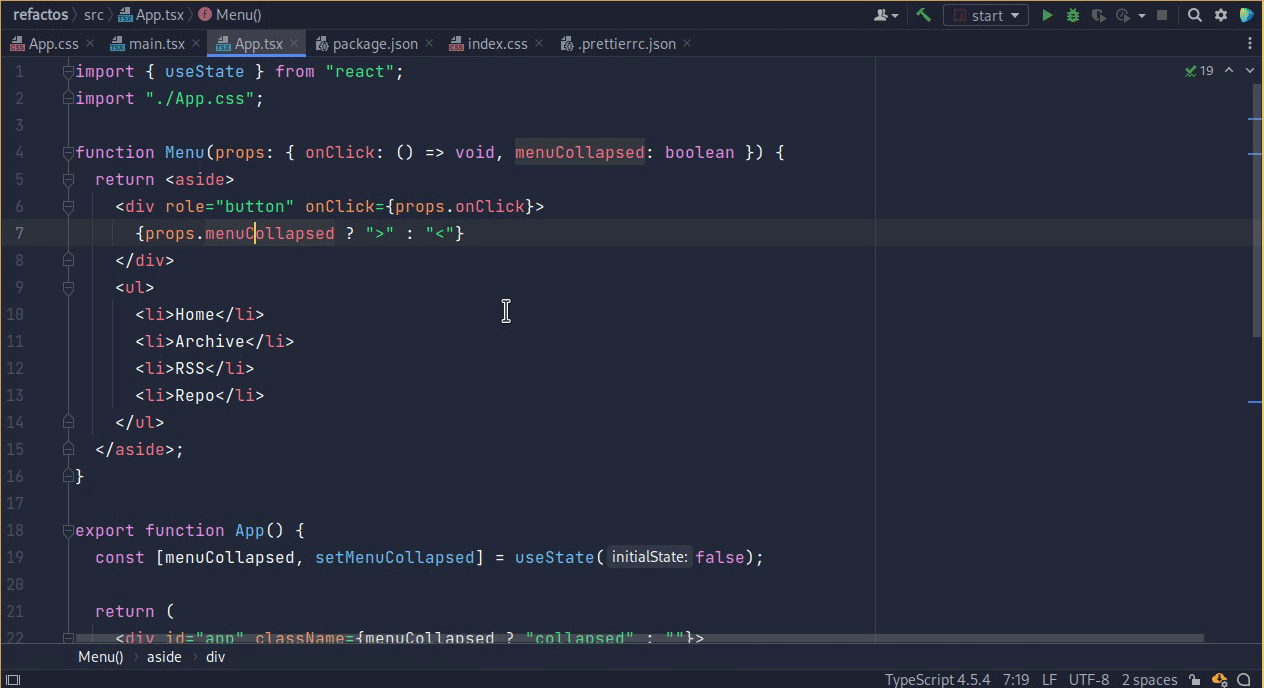 refactos src App.tsx Menu() start
App.css main.tsx App.tsx package.json index.css .prettierrc.json
1 import { useState } from "react"; 19
2 import "./App.css";
3
4 function Menu(props: { onClick: () => void, menuCollapsed: boolean }) {
5 return <aside>
6 <div role="button" onClick={props.onClick}>
7 {props.menuCollapsed ? ">" : "<"}
8 </div>
9 <ul>
10 <li>Home</li>
11 <li>Archive</li>
12 <li>RSS</li>
13 <li>Repo</li>
14 </ul>
15 </aside>;
16 }
17
18 export function App() {
19 const [menuCollapsed, setMenuCollapsed] = useState( initialState: false);
20
21 return (
22 <div id="app" className={menuCollapsed ? "collapsed" : ""}>
Menu() aside div
TypeScript 4.5.4 7:19 LF UTF-8 2 spaces